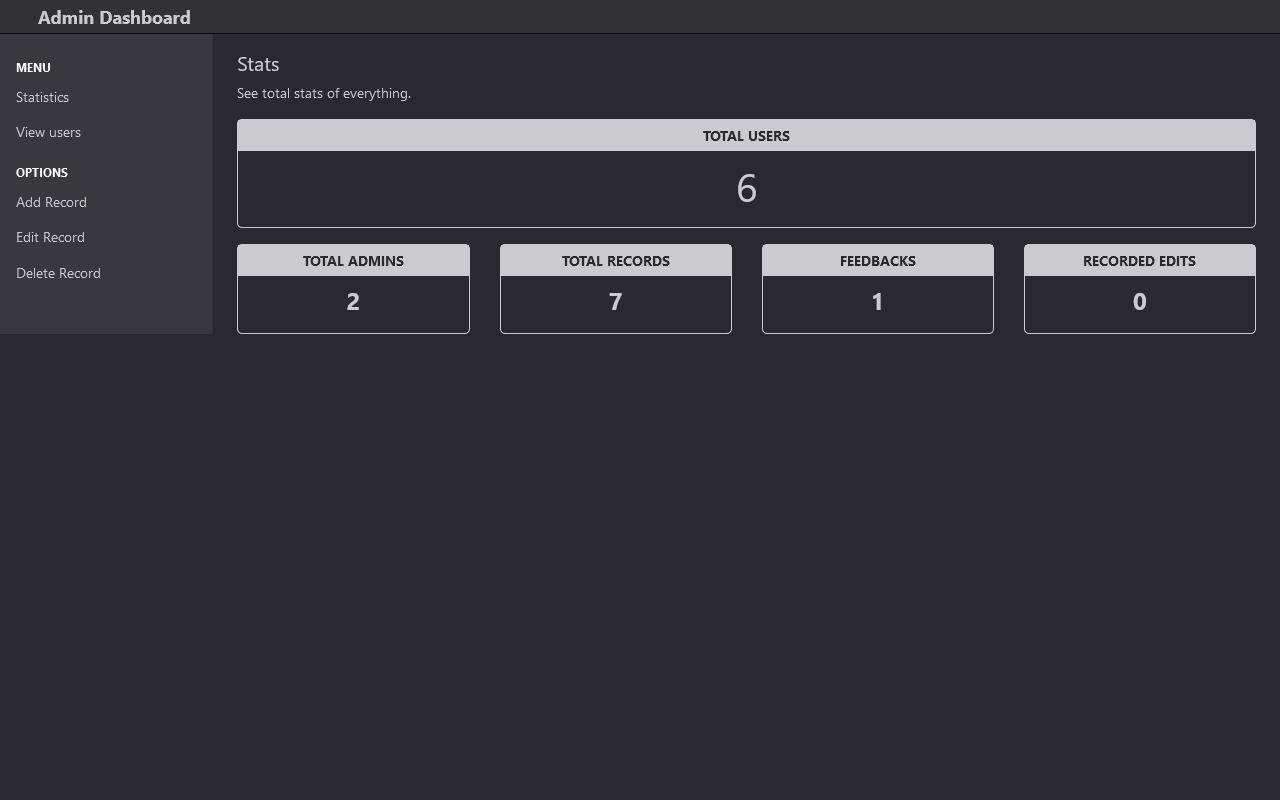 Admin Dashboard
MENU
Statistics
View users
OPTIONS
Add Record
Edit Record
Delete Record
Stats
See total stats of everything.
TOTAL USERS
6
TOTAL ADMINS
2
TOTAL RECORDS
7
FEEDBACKS
1
RECORDED EDITS
0